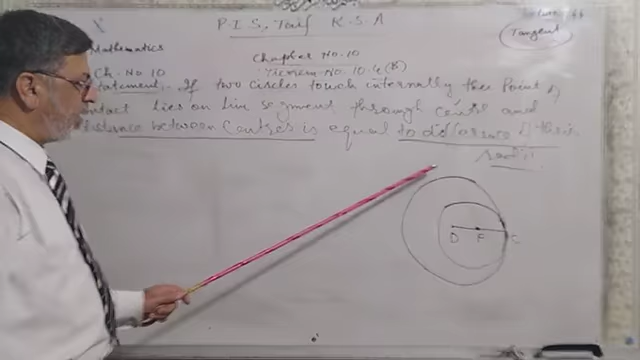 P.I.S, Taif K.S.A
Tangent
Mathematics
Chapter No. 10
Ch. No 10
Theorem No. 10.4(B)
Statement: If two Circles touch internally then Point of
Contact lies on line segment through centre and
distance between Centres is equal to difference of their
radii
D F C